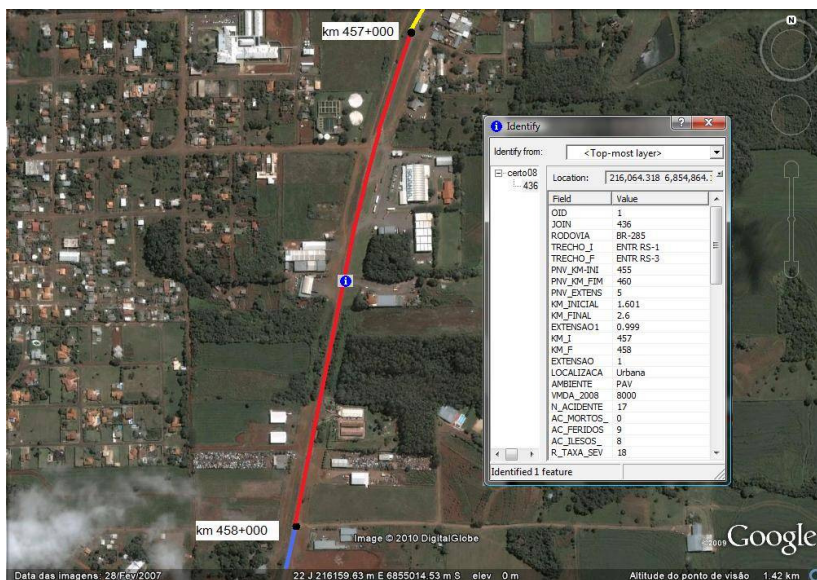 km 457+000
N
Identify
Identify from: <Top-most layer>
certo08
436
Location: 216,064.318 6,854,864.
Field Value
OID 1
JOIN 436
RODOVIA BR-285
TRECHO_I ENTR RS-1
TRECHO_F ENTR RS-3
PNV_KM-INI 455
PNV_KM_FIM 460
PNV_EXTENS 5
KM_INICIAL 1.601
KM_FINAL 2.6
EXTENSAO1 0.999
KM_I 457
KM_F 458
EXTENSAO 1
LOCALIZACA Urbana
AMBIENTE PAV
VMDA_2008 8000
N_ACIDENTE 17
AC_MORTOS_ 0
AC_FERIDOS 9
AC_ILESOS_ 8
R_TAXA_SEV 18
Identified 1 feature
km 458+000
Image © 2010 DigitalGlobe
©2009 Google
Data das imagens: 28/Fev/2007 22 J 216159.63 m E 6855014.53 m S elev 0 m Altitude do ponto de visão 1.42 km